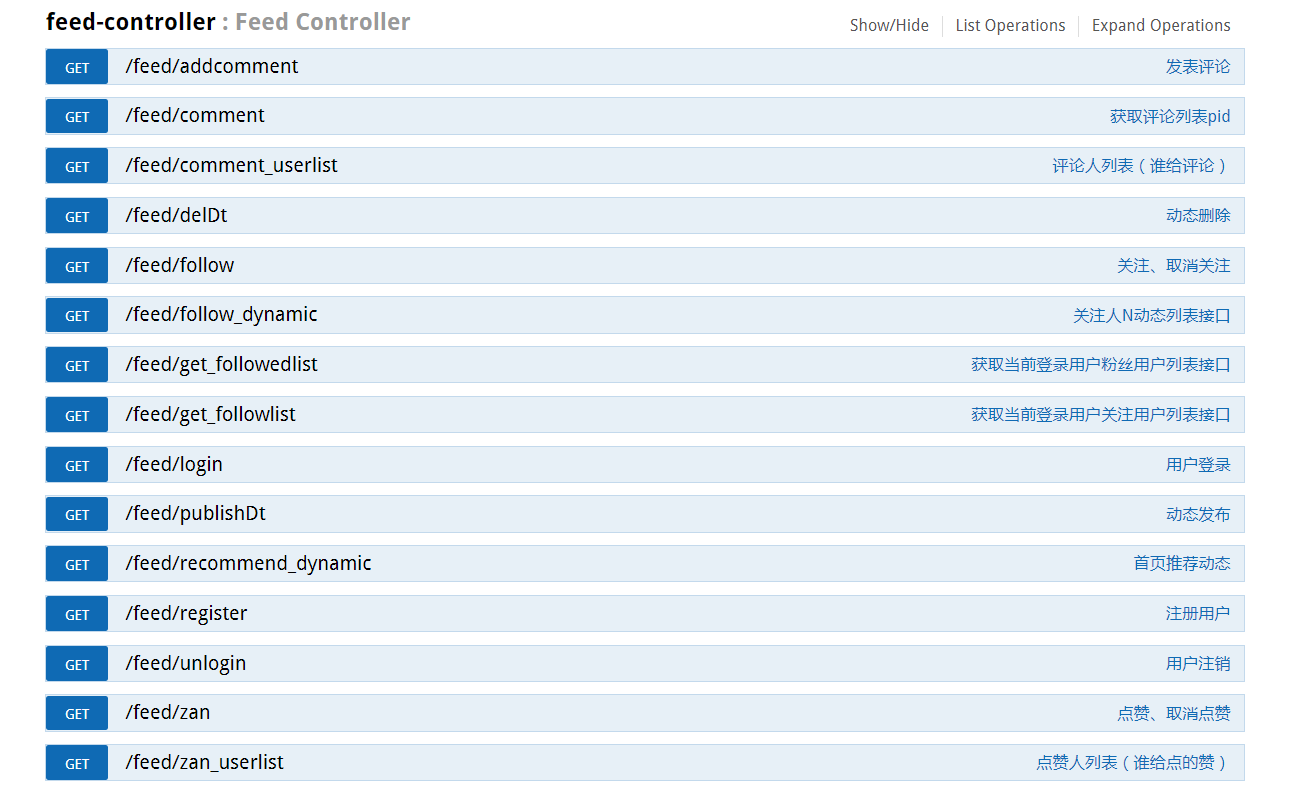 feed-controller : Feed Controller Show/Hide List Operations Expand Operations
GET /feed/addcomment 发表评论
GET /feed/comment 获取评论列表pid
GET /feed/comment_userlist 评论人列表（谁给评论）
GET /feed/delDt 动态删除
GET /feed/follow 关注、取消关注
GET /feed/follow_dynamic 关注人N动态列表接口
GET /feed/get_followedlist 获取当前登录用户粉丝用户列表接口
GET /feed/get_followlist 获取当前登录用户关注用户列表接口
GET /feed/login 用户登录
GET /feed/publishDt 动态发布
GET /feed/recommend_dynamic 首页推荐动态
GET /feed/register 注册用户
GET /feed/unlogin 用户注销
GET /feed/zan 点赞、取消点赞
GET /feed/zan_userlist 点赞人列表（谁给点的赞）